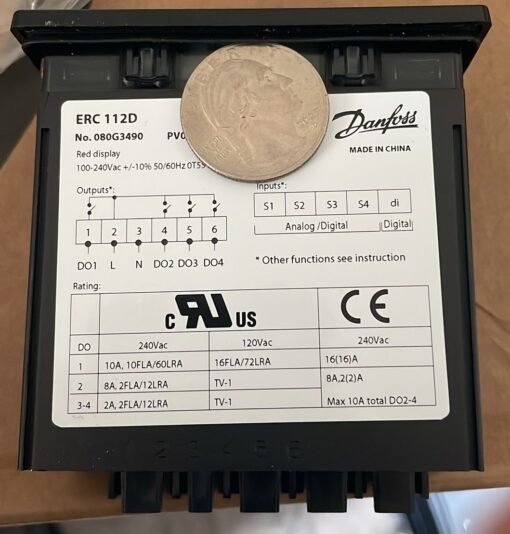 ERC 112D
No. 080G3490 PV0
Danfoss
Red display
MADE IN CHINA
100-240Vac +/-10% 50/60Hz 0T55
Outputs*:
Inputs*:
S1 S2 S3 S4 di
1 2 3 4 5 6
Analog /Digital (Digital)
DO1 L N DO2 DO3 DO4
* Other functions see instruction
Rating:
c RU US CE
DO 240Vac 120Vac 240Vac
1 10A, 10FLA/60LRA 16FLA/72LRA 16(16)A
2 8A, 2FLA/12LRA TV-1 8A,2(2)A
3-4 2A, 2FLA/12LRA TV-1 Max 10A total DO2-4